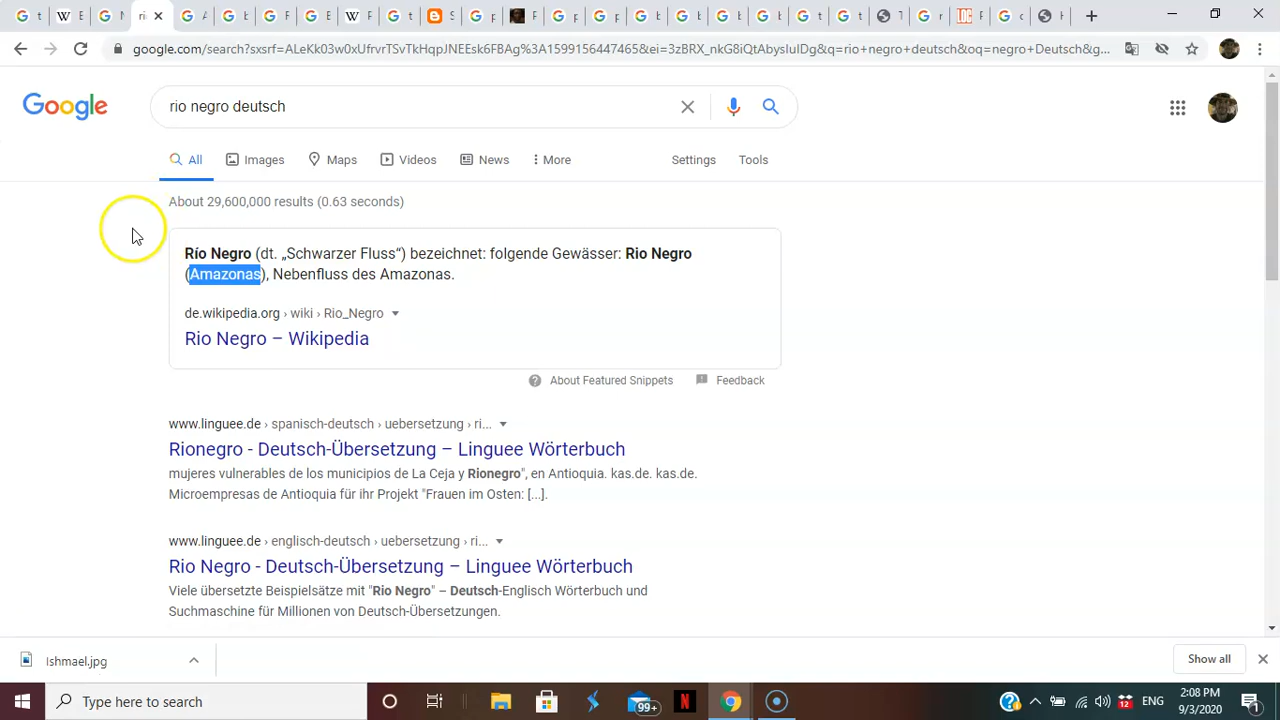 rio
google.com/search?sxsrf=ALeKk03w0xUfrvrTSvTkHqpJNEEsk6FBAg%3A1599156447465&ei=3zBRX_nkG8iQtAbysIuIDg&q=rio+negro+deutsch&oq=negro+Deutsch&g...
Google
rio negro deutsch
All Images Maps Videos News More Settings Tools
About 29,600,000 results (0.63 seconds)
Río Negro (dt. „Schwarzer Fluss“) bezeichnet: folgende Gewässer: Rio Negro
(Amazonas), Nebenfluss des Amazonas.
de.wikipedia.org › wiki › Rio_Negro
Rio Negro – Wikipedia
About Featured Snippets Feedback
www.linguee.de › spanisch-deutsch › uebersetzung › ri...
Rionegro - Deutsch-Übersetzung – Linguee Wörterbuch
mujeres vulnerables de los municipios de La Ceja y Rionegro", en Antioquia. kas.de. kas.de.
Microempresas de Antioquia für ihr Projekt "Frauen im Osten: [...].
www.linguee.de › englisch-deutsch › uebersetzung › ri...
Rio Negro - Deutsch-Übersetzung – Linguee Wörterbuch
Viele übersetzte Beispielsätze mit "Rio Negro" – Deutsch-Englisch Wörterbuch und
Suchmaschine für Millionen von Deutsch-Übersetzungen.
Ishmael.jpg Show all
Type here to search 99+ N 12 ENG 2:08 PM
9/3/2020 1